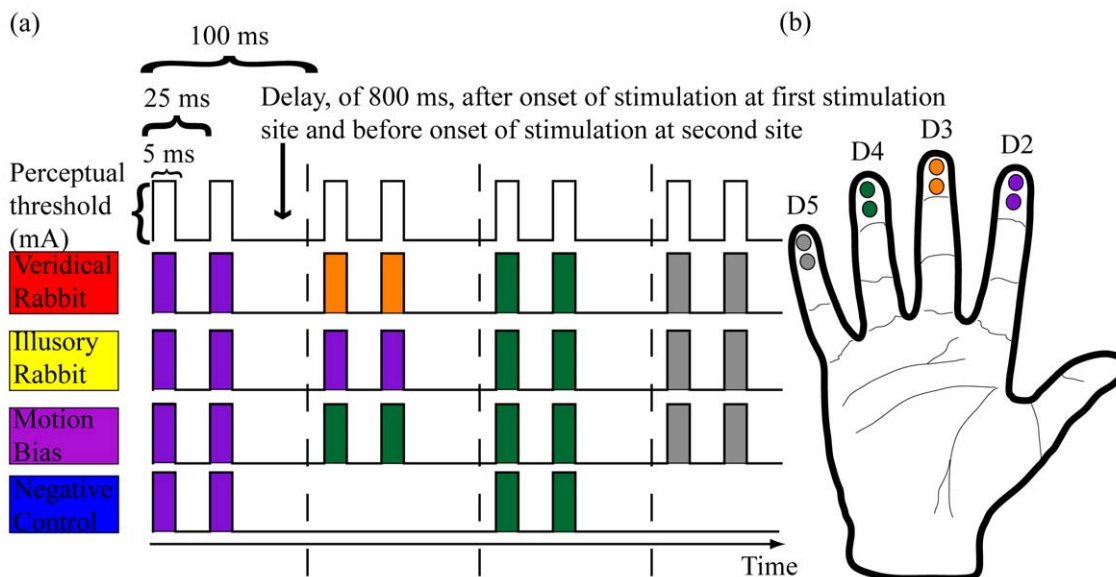 (a)
(b)
100 ms
25 ms
Delay, of 800 ms, after onset of stimulation at first stimulation
site and before onset of stimulation at second site
5 ms
Perceptual
threshold
(mA)
Veridical
Rabbit
Illusory
Rabbit
Motion
Bias
Negative
Control
Time
D5
D4
D3
D2